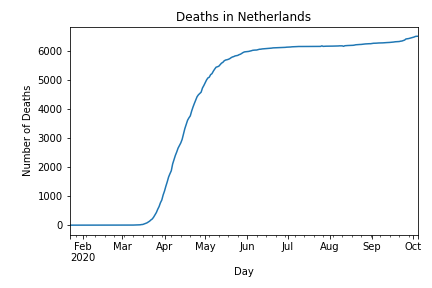 Deaths in Netherlands
Number of Deaths
6000
5000
4000
3000
2000
1000
0
Feb Mar Apr May Jun Jul Aug Sep Oct
2020
Day